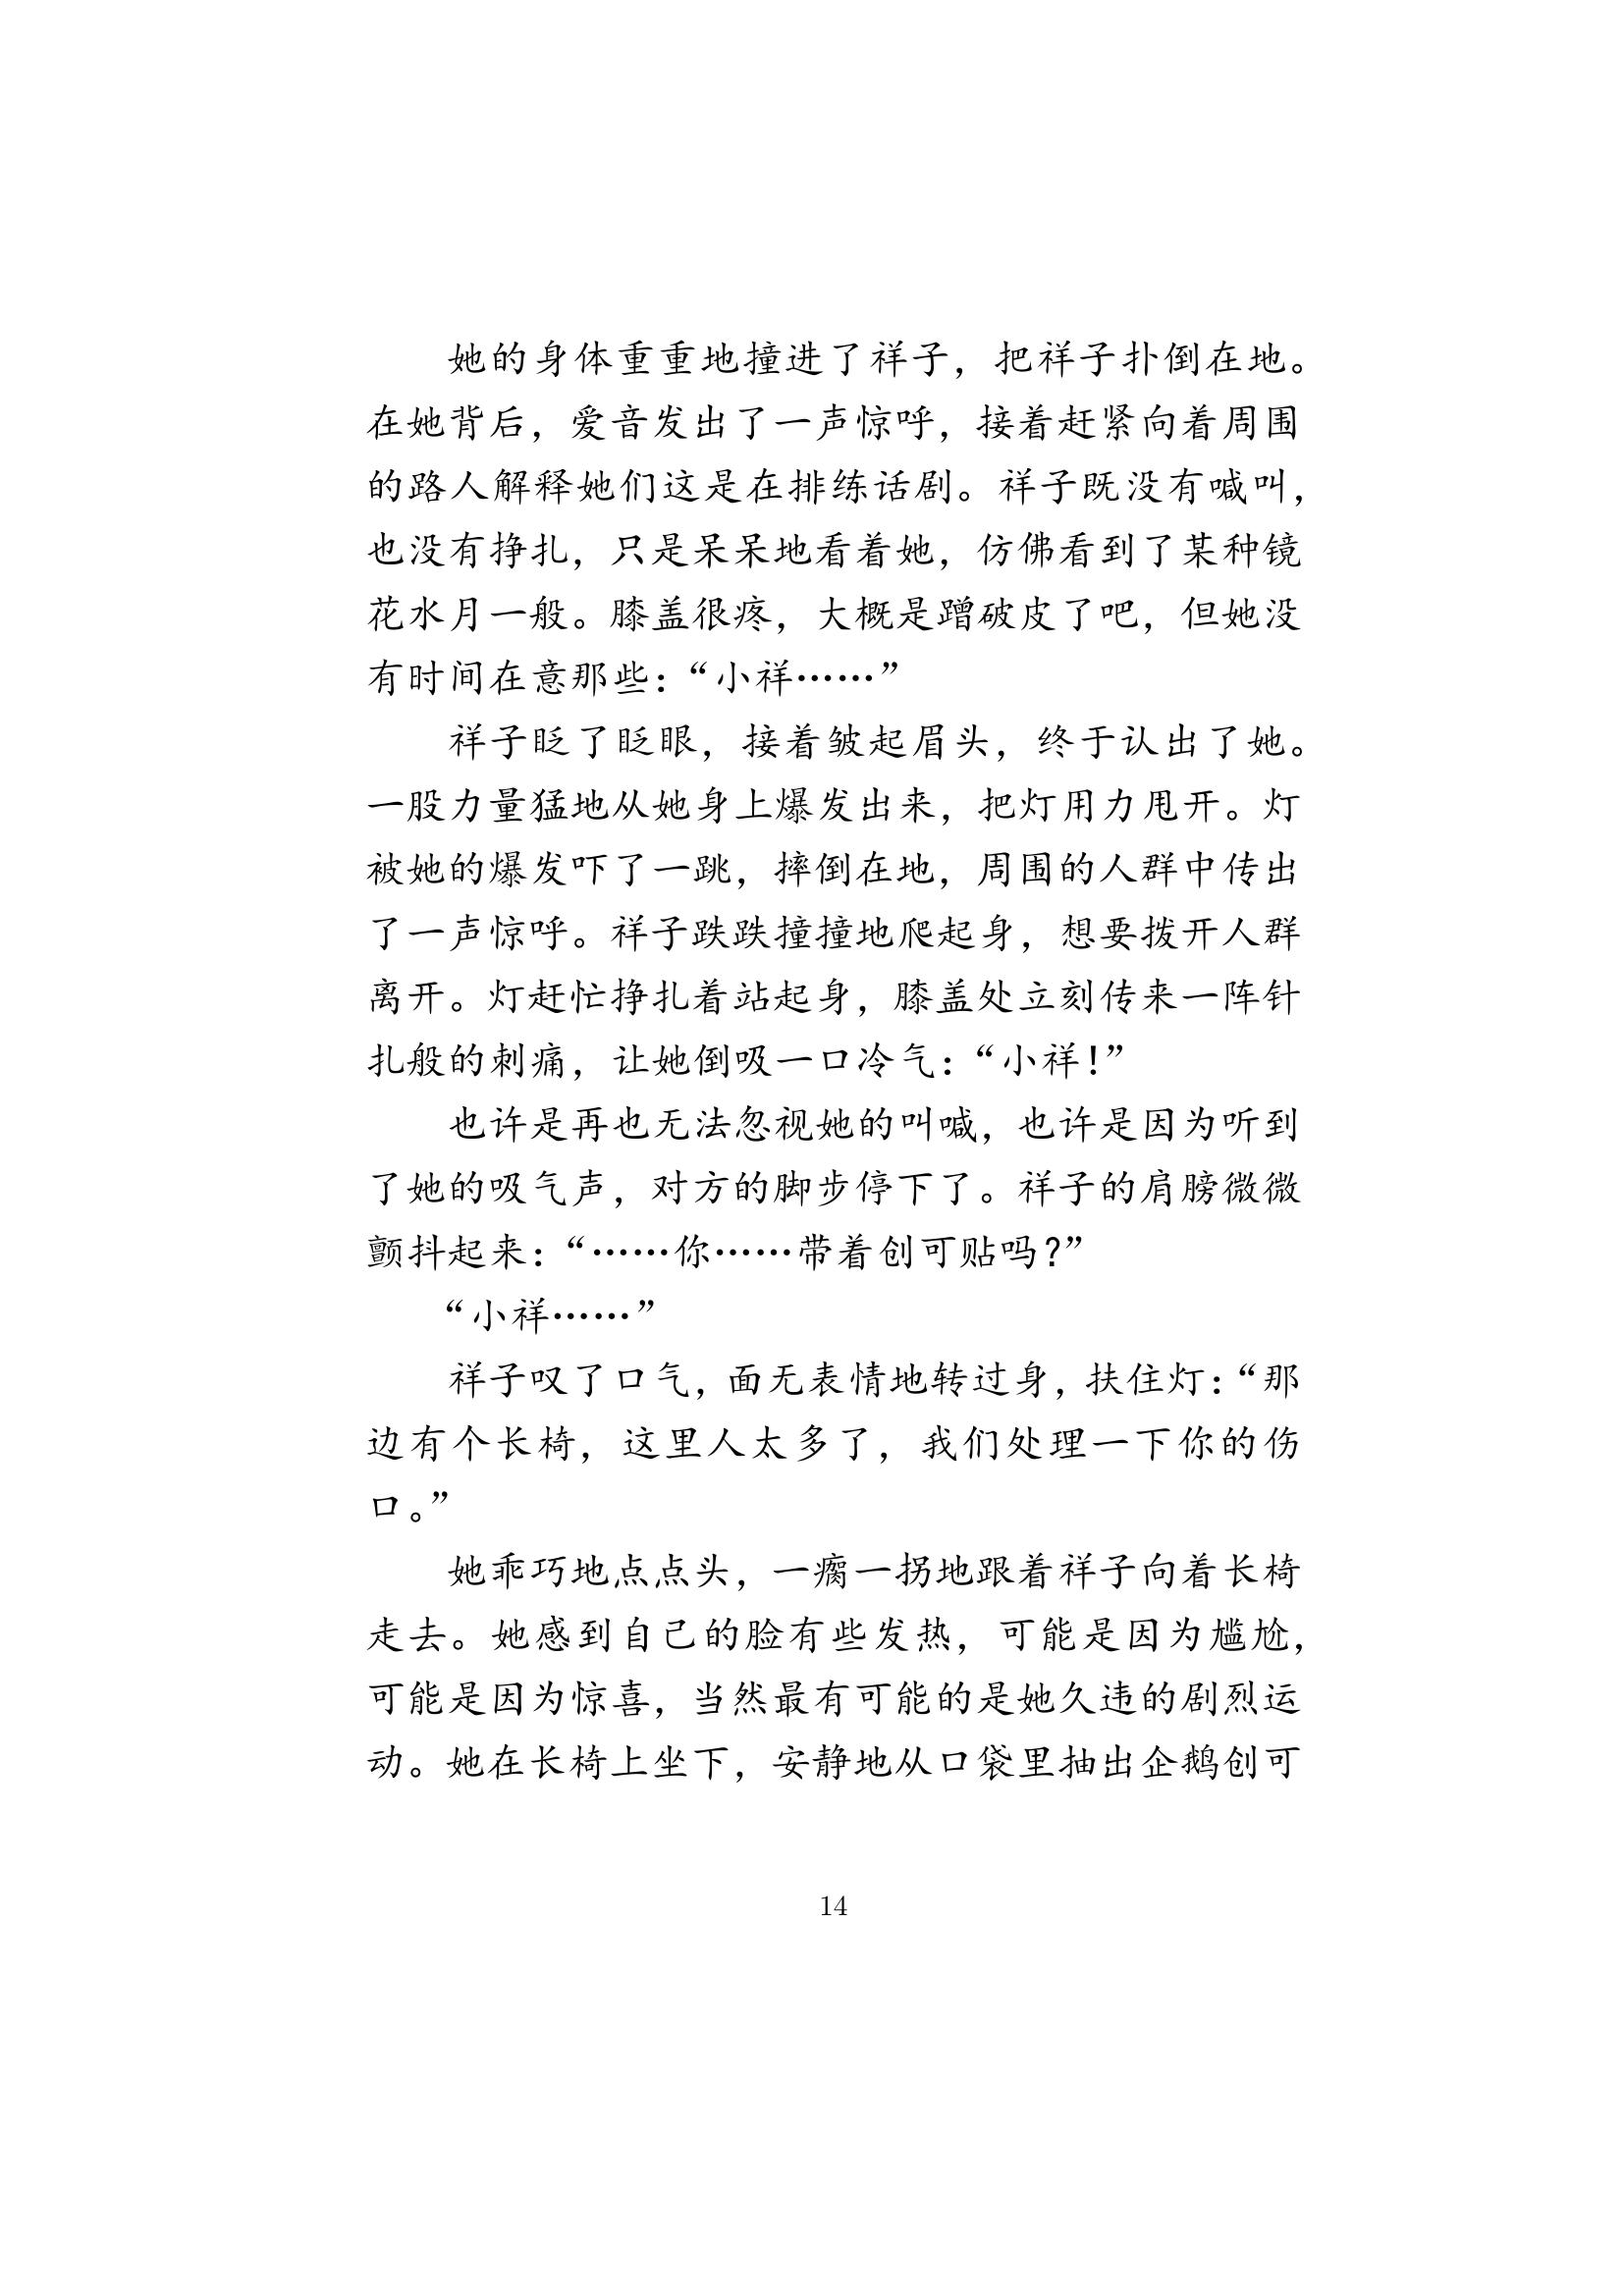 她的身体重重地撞进了祥子，把祥子扑倒在地。
在她背后，爱音发出了一声惊呼，接着赶紧向着周围
的路人解释她们这是在排练话剧。祥子既没有喊叫，
也没有挣扎，只是呆呆地看着她，仿佛看到了某种镜
花水月一般。膝盖很疼，大概是蹭破皮了吧，但她没
有时间在意那些：“小祥……”
祥子眨了眨眼，接着皱起眉头，终于认出了她。
一股力量猛地从她身上爆发出来，把灯用力甩开。灯
被她的爆发吓了一跳，摔倒在地，周围的人群中传出
了一声惊呼。祥子跌跌撞撞地爬起身，想要拨开人群
离开。灯赶忙挣扎着站起身，膝盖处立刻传来一阵针
扎般的刺痛，让她倒吸一口冷气：“小祥！”
也许是再也无法忽视她的叫喊，也许是因为听到
了她的吸气声，对方的脚步停下了。祥子的肩膀微微
颤抖起来：“……你……带着创可贴吗？”
“小祥……”
祥子叹了口气，面无表情地转过身，扶住灯：“那
边有个长椅，这里人太多了，我们处理一下你的伤
口。”
她乖巧地点点头，一瘸一拐地跟着祥子向着长椅
走去。她感到自己的脸有些发热，可能是因为尴尬，
可能是因为惊喜，当然最有可能的是她久违的剧烈运
动。她在长椅上坐下，安静地从口袋里抽出企鹅创可
14